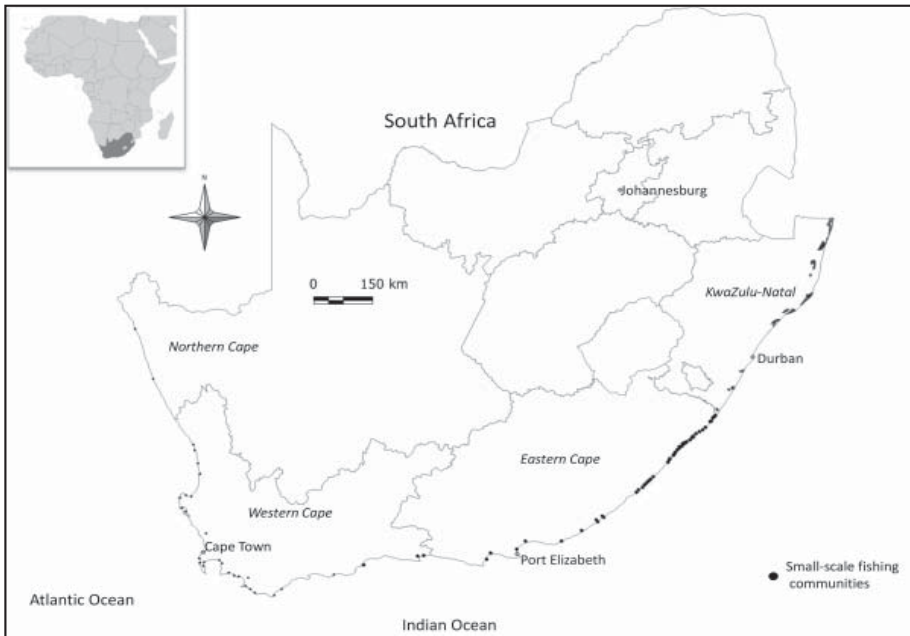 South Africa
N
Johannesburg
0 150 km
KwaZulu-Natal
Northern Cape
Durban
Eastern Cape
Western Cape
Cape Town
Port Elizabeth
Small-scale fishing
communities
Atlantic Ocean
Indian Ocean